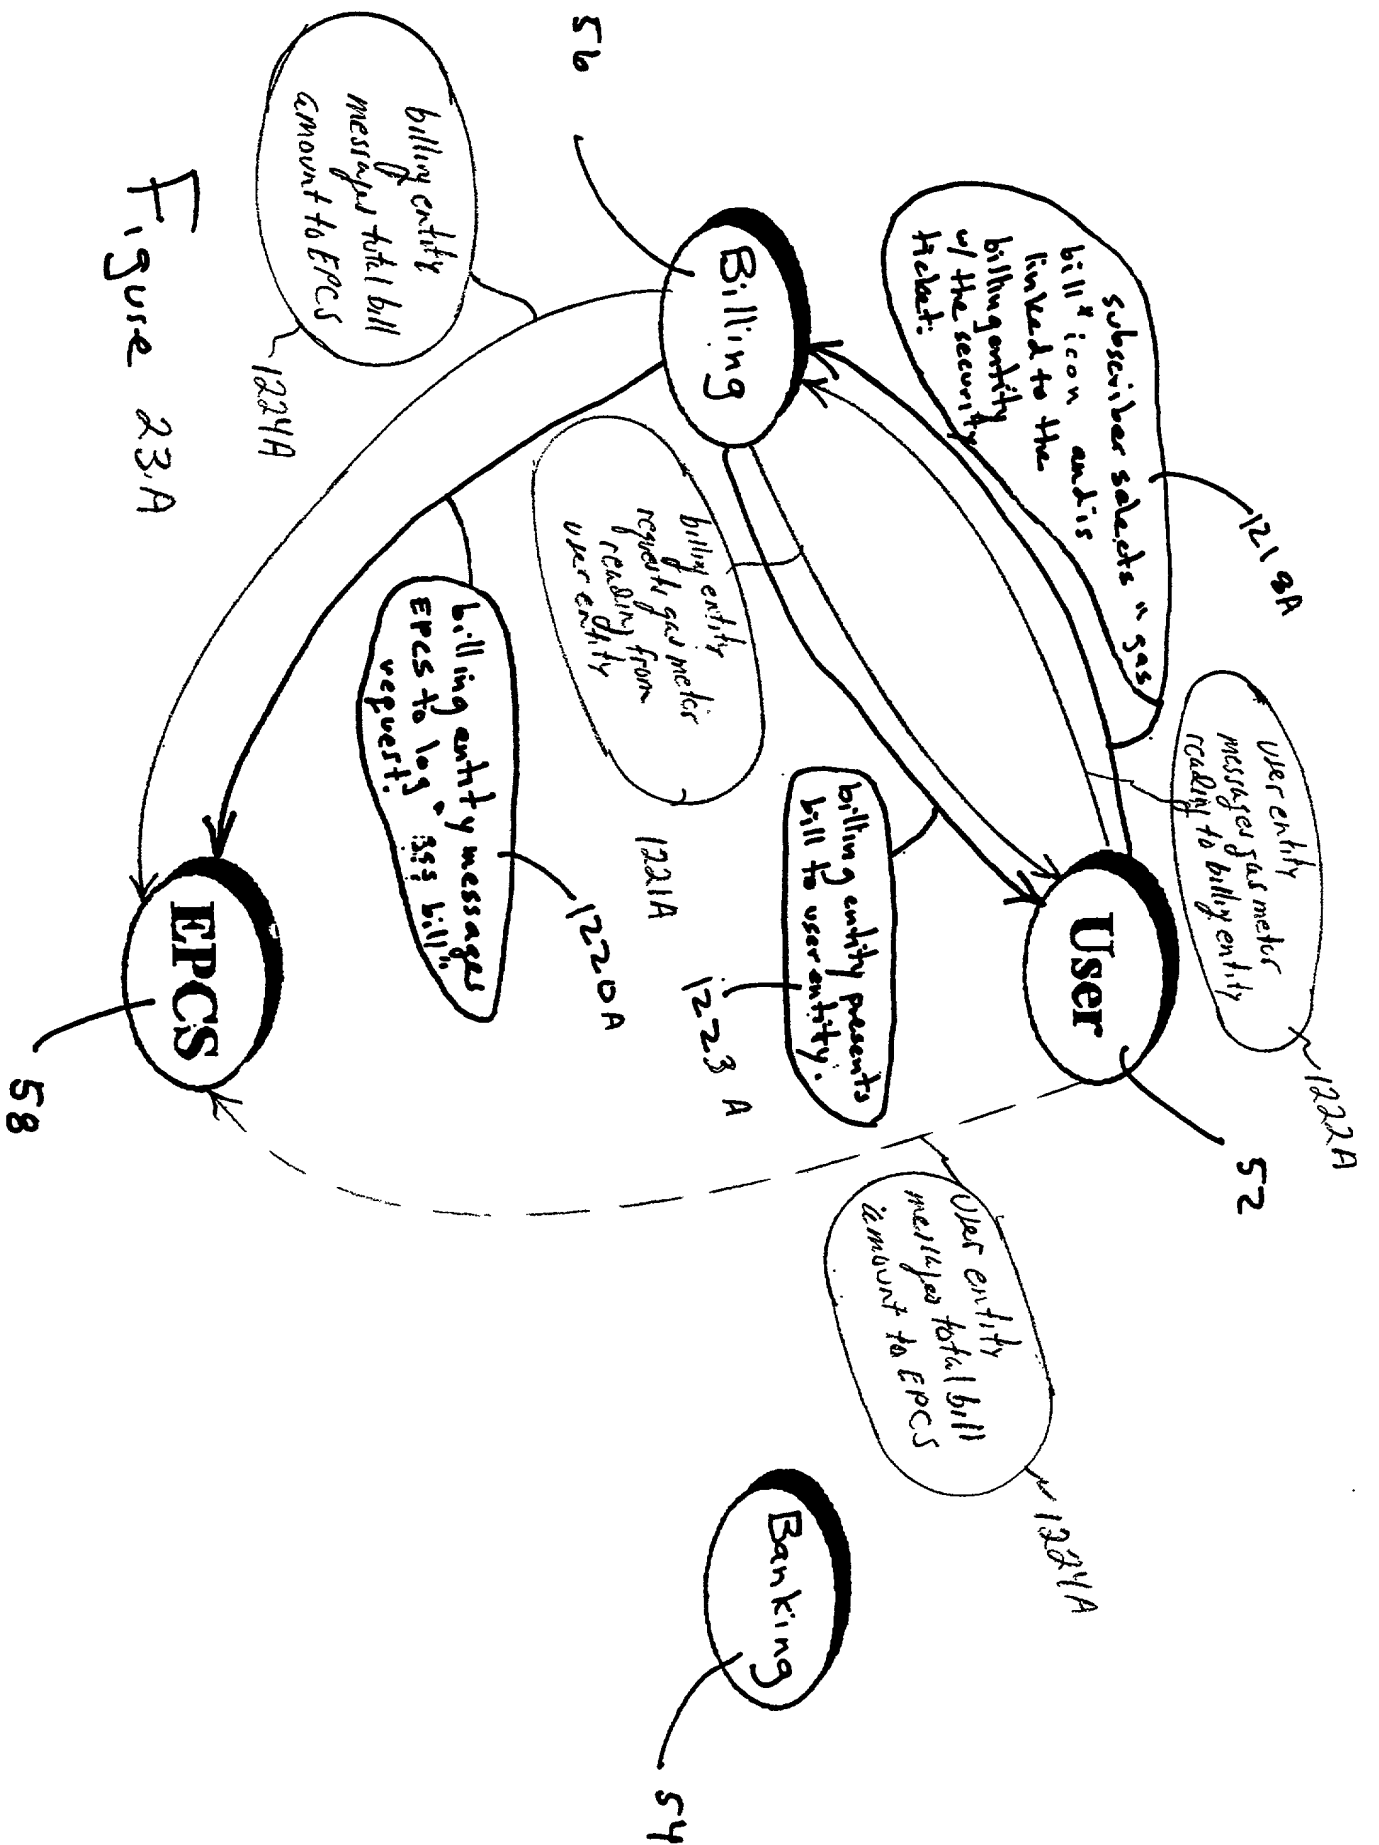 1218A
subscriber selects "gas
bill" icon and is
linked to the
billing entity
w/ the security
ticket.
user entity
messages gas meter
reading to billing entity
1222A
User
52
user entity
messages total bill
amount to EPCS
1224A
56
Billing
billing entity
requests gas meter
reading from
user entity
1221A
billing entity presents
bill to user entity.
1223A
Banking
54
billing entity
messages total bill
amount to EPCS
1224A
billing entity messages
EPCS to log "gas bill"
request.
1220A
EPCS
58
Figure 23A